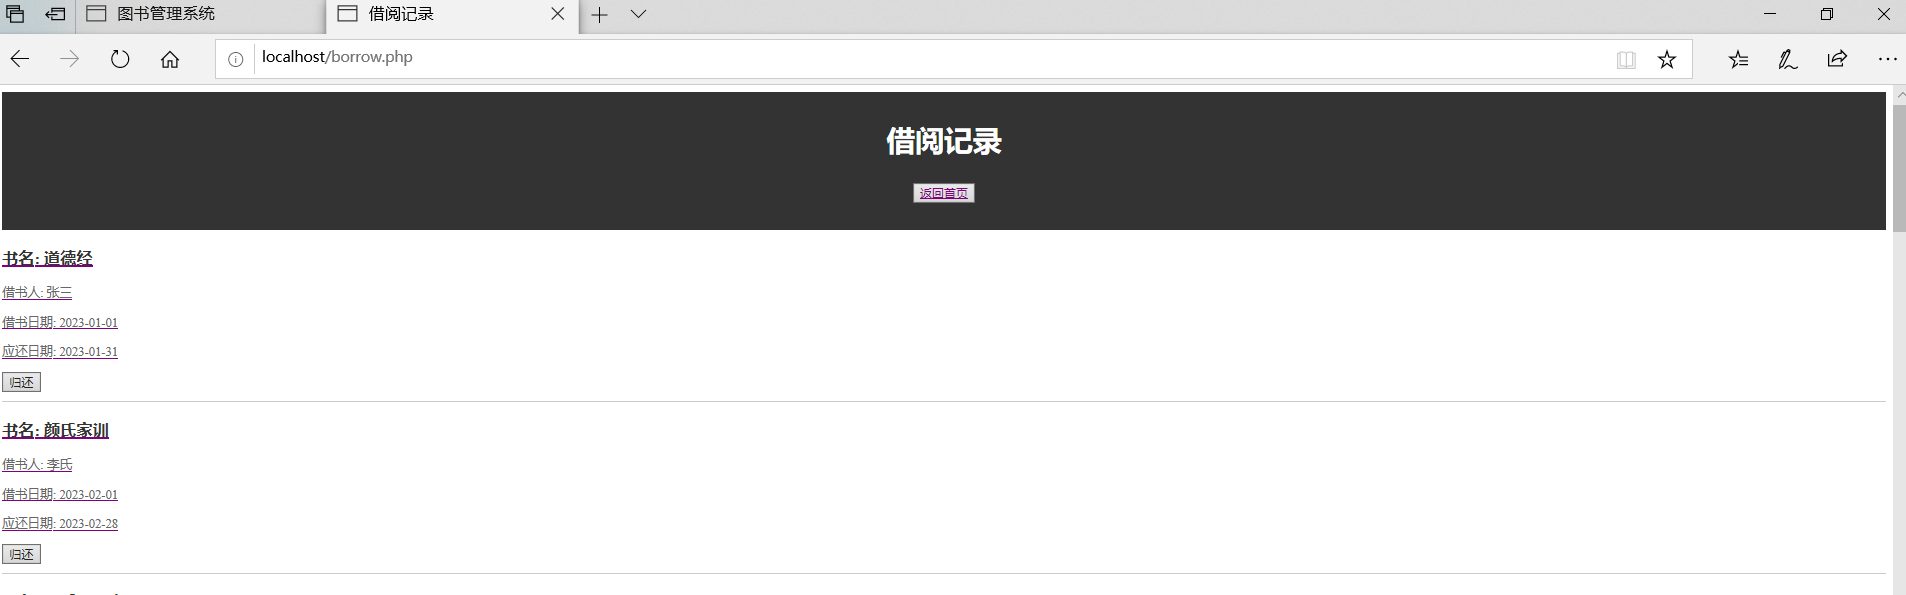 图书管理系统
借阅记录
localhost/borrow.php
借阅记录
返回首页
书名: 道德经
借书人: 张三
借书日期: 2023-01-01
应还日期: 2023-01-31
归还
书名: 颜氏家训
借书人: 李氏
借书日期: 2023-02-01
应还日期: 2023-02-28
归还